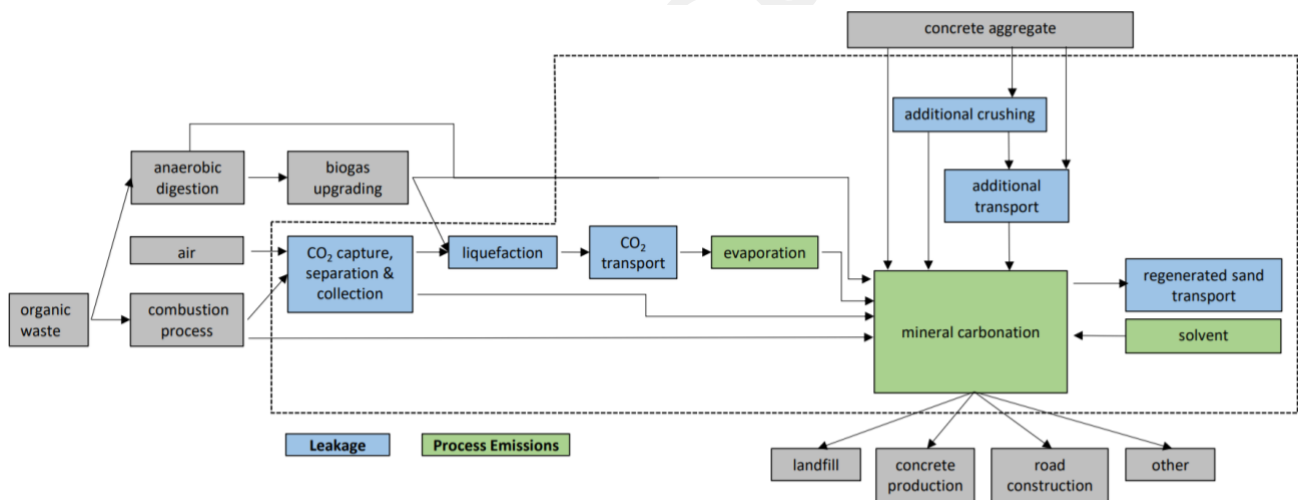 concrete aggregate
additional crushing
anaerobic
digestion
biogas
upgrading
additional
transport
air
CO₂ capture,
separation &
collection
liquefaction
CO₂
transport
evaporation
regenerated sand
transport
organic
waste
combustion
process
mineral carbonation
solvent
Leakage
Process Emissions
landfill
concrete
production
road
construction
other